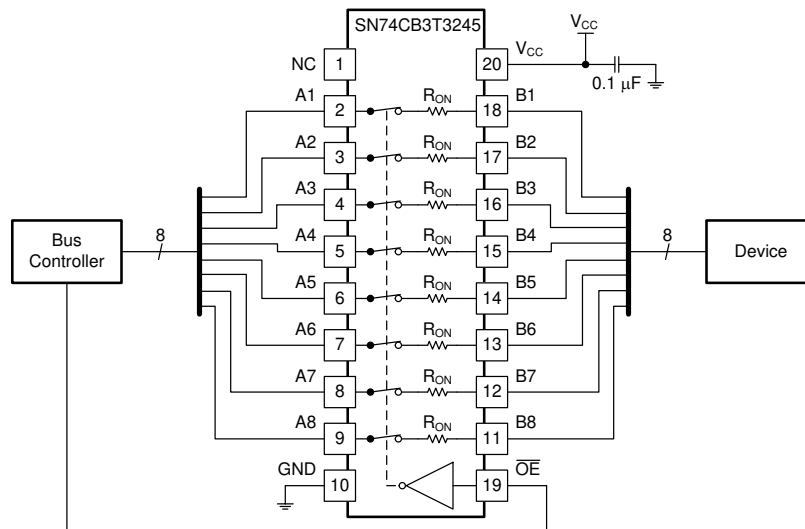 SN74CB3T3245
NC 1 20 VCC VCC
0.1 μF
A1 2 RON 18 B1
A2 3 RON 17 B2
A3 4 RON 16 B3
A4 5 RON 15 B4
A5 6 RON 14 B5
A6 7 RON 13 B6
A7 8 RON 12 B7
A8 9 RON 11 B8
GND 10 19 O̅E̅
Bus
Controller
8
8
Device